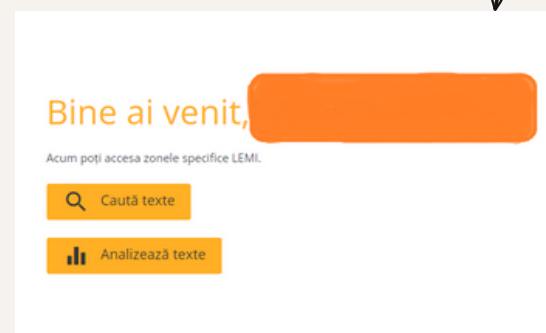 Bine ai venit,
Acum poți accesa zonele specifice LEMI.
Caută texte
Analizează texte